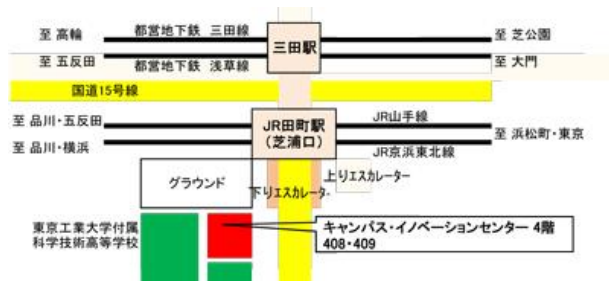 至 高輪
都営地下鉄 三田線
三田駅
至 芝公園
至 五反田
都営地下鉄 浅草線
至 大門
国道15号線
至 品川・五反田
JR田町駅
(芝浦口)
JR山手線
至 浜松町・東京
至 品川・横浜
JR京浜東北線
グラウンド
下りエスカレータ-
上りエスカレーター
東京工業大学付属
科学技術高等学校
キャンパス・イノベーションセンター 4階
408・409